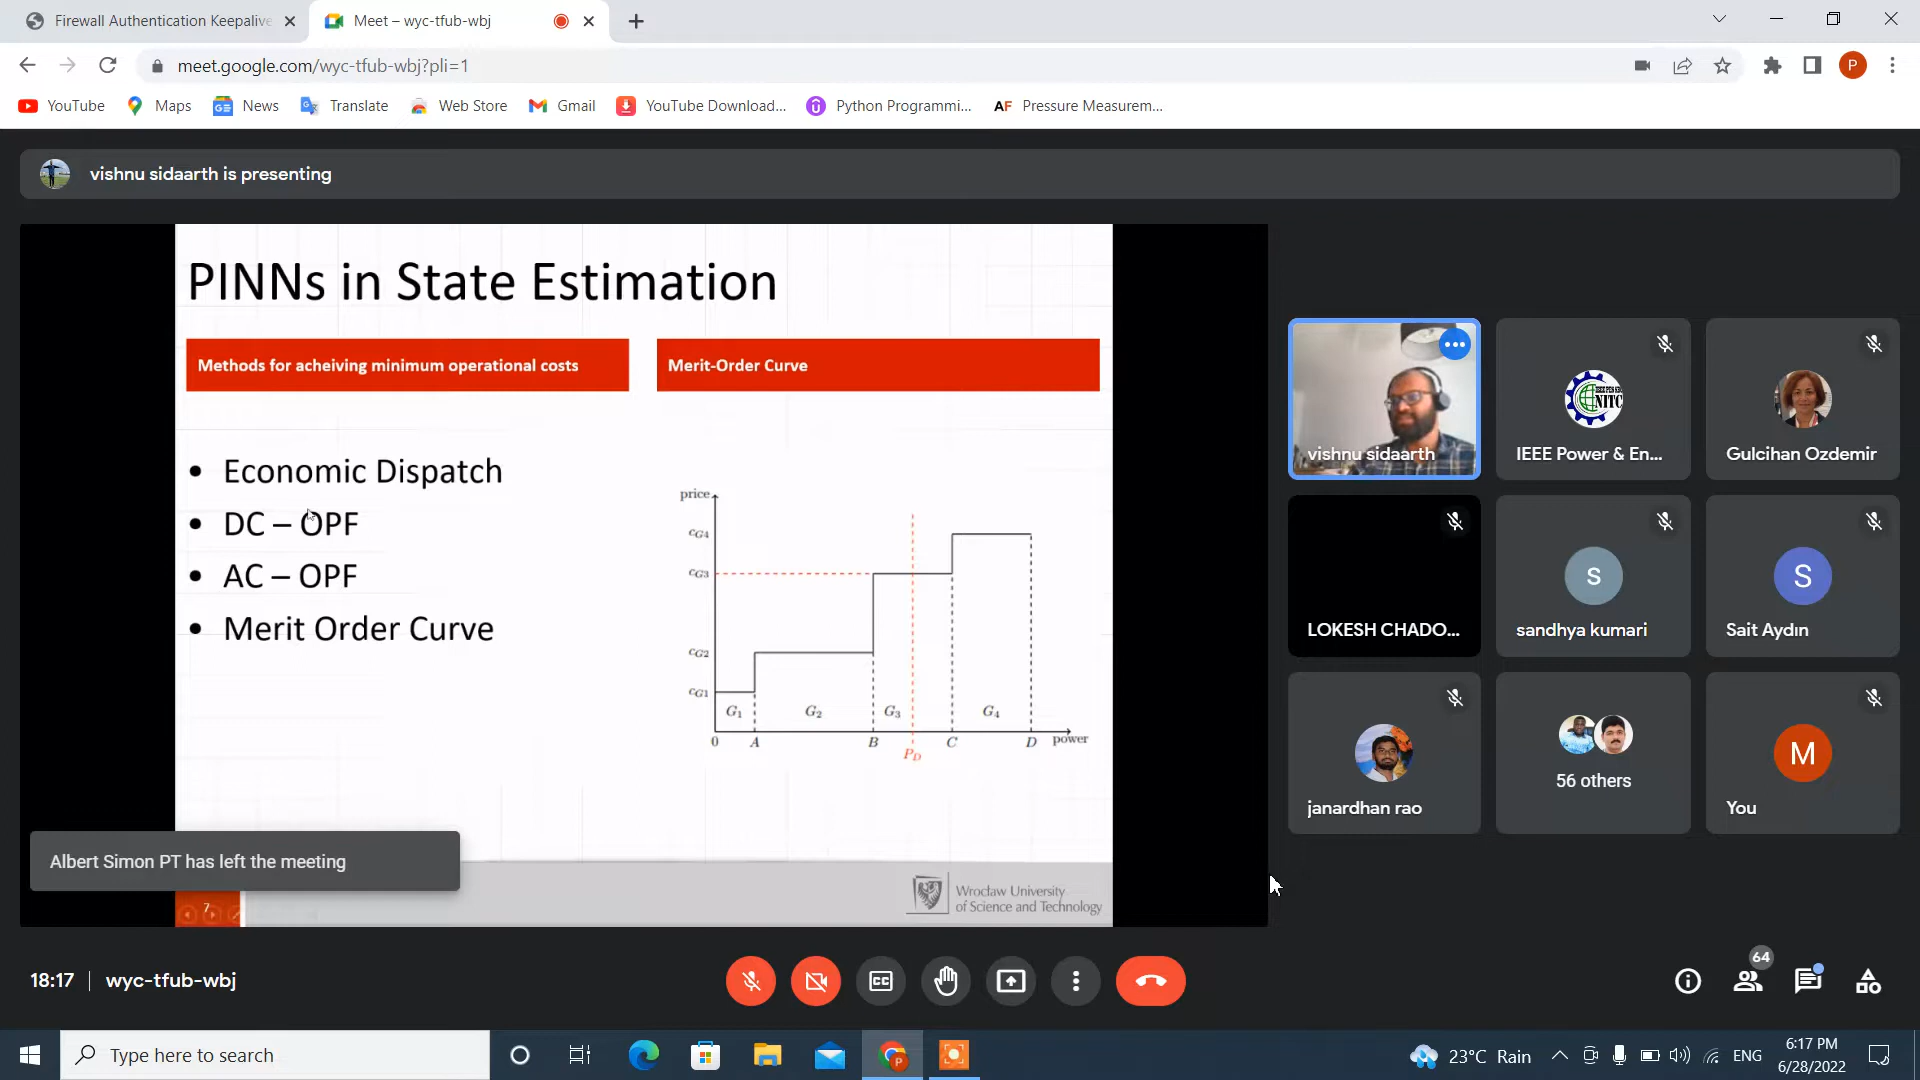 Firewall Authentication Keepalive
Meet – wyc-tfub-wbj
meet.google.com/wyc-tfub-wbj?pli=1
P
YouTube
Maps
News
Translate
Web Store
Gmail
YouTube Download...
Python Programmi...
AF Pressure Measurem...
vishnu sidaarth is presenting
PINNs in State Estimation
Methods for acheiving minimum operational costs
Merit-Order Curve
• Economic Dispatch
• DC – OPF
• AC – OPF
• Merit Order Curve
price
cG4
cG3
cG2
cG1
G1 G2 G3 G4
0 A B C D power
PD
Wrocław University
of Science and Technology
7
Albert Simon PT has left the meeting
vishnu sidaarth
NITC
IEEE Power & En...
Gulcihan Ozdemir
LOKESH CHADO...
s
sandhya kumari
S
Sait Aydın
janardhan rao
56 others
M
You
18:17 | wyc-tfub-wbj
CC
64
Type here to search
P
23°C Rain
ENG
6:17 PM
6/28/2022